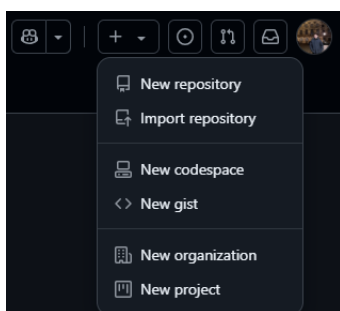 New repository
Import repository
New codespace
New gist
New organization
New project